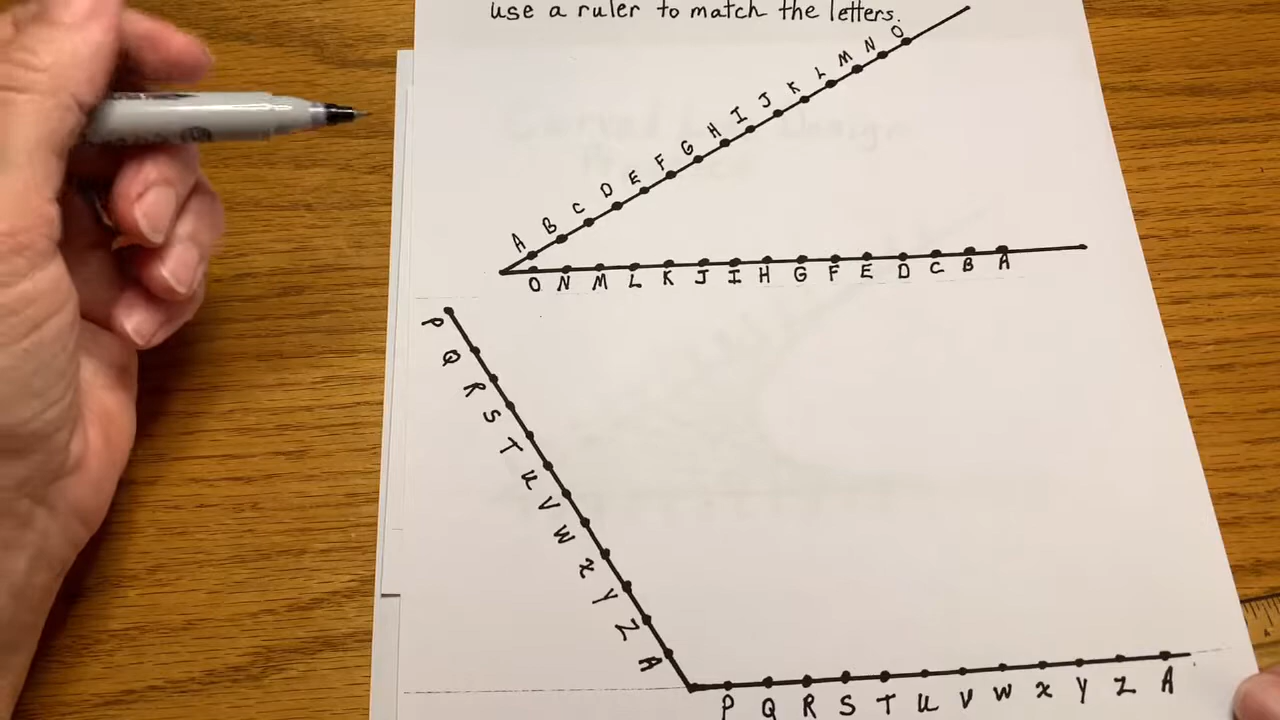 use a ruler to match the letters.
A B C D E F G H I J K L M N O
O N M L K J I H G F E D C B A
P Q R S T U V W X Y Z A
P Q R S T U V W X Y Z A